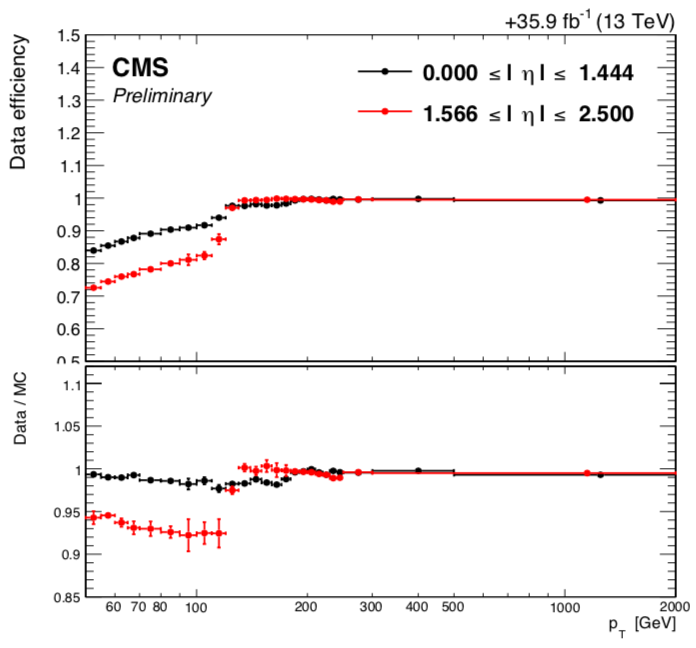 +35.9 fb⁻¹ (13 TeV)
Data efficiency
1.5
1.4
1.3
1.2
1.1
1
0.9
0.8
0.7
0.6
0.5
CMS
Preliminary
0.000 ≤ | η | ≤ 1.444
1.566 ≤ | η | ≤ 2.500
Data / MC
1.1
1.05
1
0.95
0.9
0.85
60 70 80 100 200 300 400 500 1000 2000
p_T [GeV]